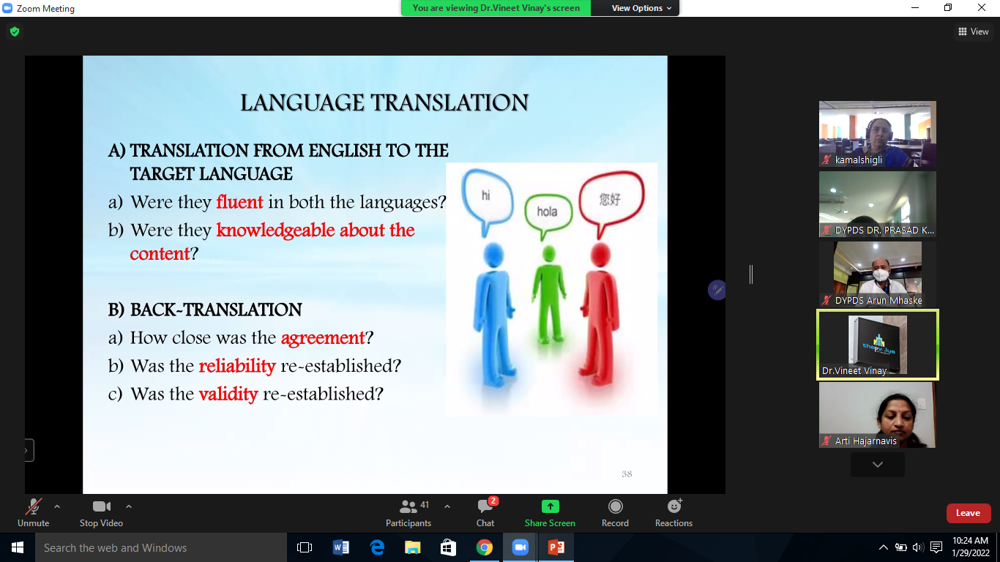 Zoom Meeting
You are viewing Dr.Vineet Vinay's screen
View Options
View
LANGUAGE TRANSLATION
A) TRANSLATION FROM ENGLISH TO THE
TARGET LANGUAGE
a) Were they fluent in both the languages?
b) Were they knowledgeable about the
content?
hi
hola
您好
B) BACK-TRANSLATION
a) How close was the agreement?
b) Was the reliability re-established?
c) Was the validity re-established?
38
kamalshigli
DYPDS DR. PRASAD K...
DYPDS Arun Mhaske
thepvalue
Dr.Vineet Vinay
Arti Hajarnavis
Unmute
Stop Video
41
Participants
2
Chat
Share Screen
Record
Reactions
Leave
Search the web and Windows
10:24 AM
1/29/2022